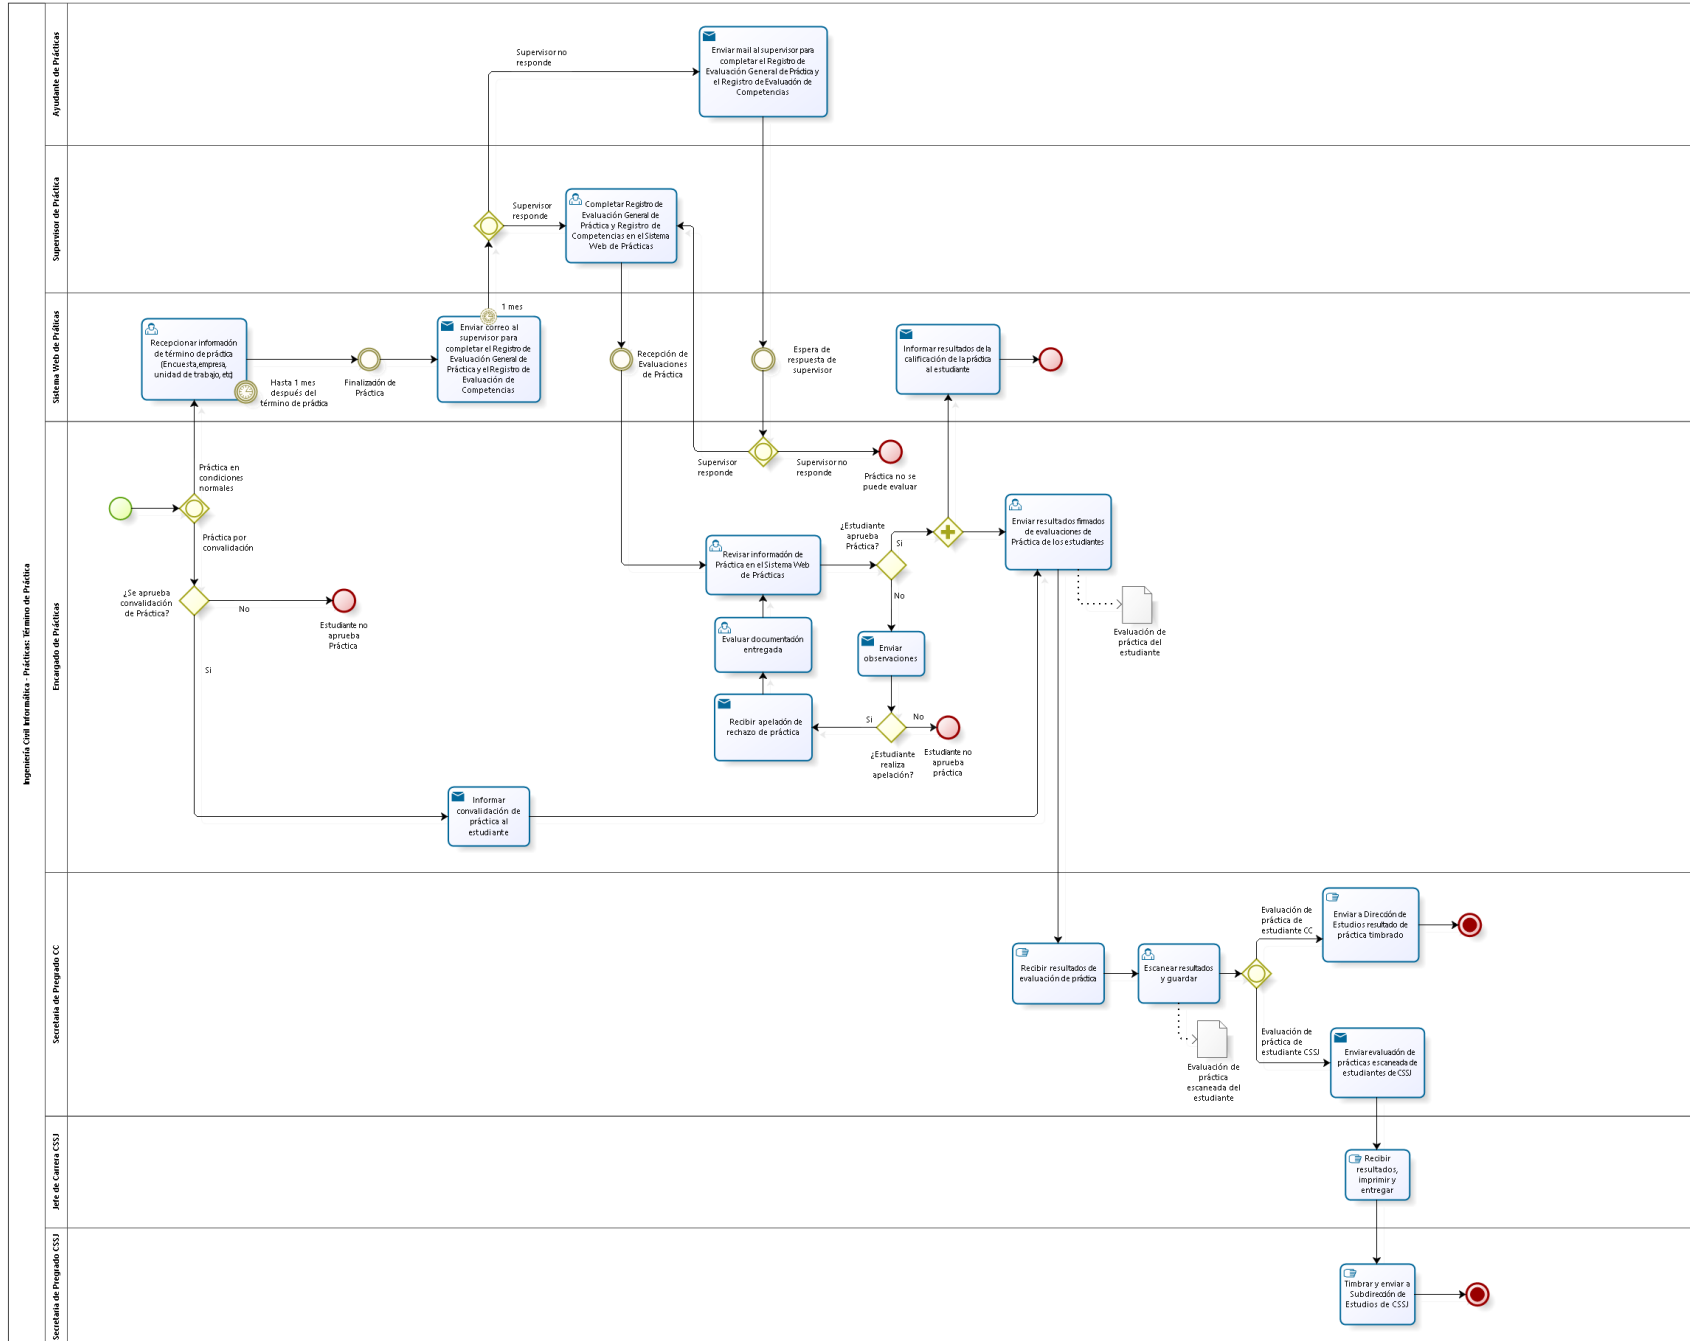 Ingeniería Civil Informática - Prácticas: Término de Práctica
Ayudante de Prácticas
Supervisor no
responde
Enviar mail al supervisor para
completar el Registro de
Evaluación General de Práctica y
el Registro de Evaluación de
Competencias
Supervisor de Práctica
Supervisor
responde
Completar Registro de
Evaluación General de
Práctica y Registro de
Competencias en el Sistema
Web de Prácticas
Sistema Web de Práticas
Recepcionar información
de término de práctica
(Encuesta, empresa,
unidad de trabajo, etc)
Hasta 1 mes
después del
término de práctica
Finalización de
Práctica
1 mes
Enviar correo al
supervisor para
completar el Registro de
Evaluación General de
Práctica y el Registro de
Evaluación de
Competencias
Recepción de
Evaluaciones
de Práctica
Espera de
respuesta de
supervisor
Informar resultados de la
calificación de la práctica
al estudiante
Encargado de Prácticas
Práctica en
condiciones
normales
Práctica por
convalidación
¿Se aprueba
convalidación
de Práctica?
No
Estudiante no
aprueba
Práctica
Si
Informar
convalidación de
práctica al
estudiante
Supervisor
responde
Supervisor no
responde
Práctica no se
puede evaluar
Revisar información de
Práctica en el Sistema Web
de Prácticas
¿Estudiante
aprueba
Práctica?
Si
No
Evaluar documentación
entregada
Enviar
observaciones
Recibir apelación de
rechazo de práctica
Si
No
¿Estudiante
realiza
apelación?
Estudiante no
aprueba
práctica
Enviar resultados firmados
de evaluaciones de
Práctica de los estudiantes
Evaluación de
práctica del
estudiante
Secretaria de Pregrado CC
Recibir resultados de
evaluación de práctica
Escanear resultados
y guardar
Evaluación de
práctica
escaneada del
estudiante
Evaluación de
práctica de
estudiante CC
Enviar a Dirección de
Estudios resultado de
práctica timbrado
Evaluación de
práctica de
estudiante CSSJ
Enviar evaluación de
prácticas escaneada de
estudiantes de CSSJ
Jefe de Carrera CSSJ
Recibir
resultados,
imprimir y
entregar
Secretaria de Pregrado CSSJ
Timbrar y enviar a
Subdirección de
Estudios de CSSJ